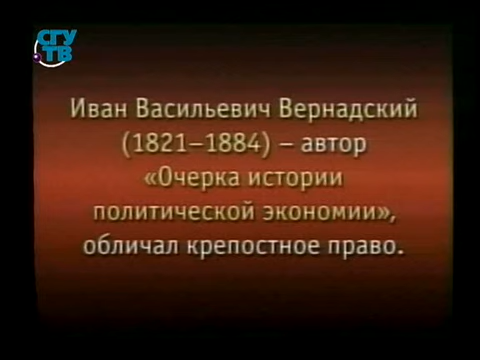 СГУ
ТВ
Иван Васильевич Вернадский
(1821–1884) – автор
«Очерка истории
политической экономии»,
обличал крепостное право.